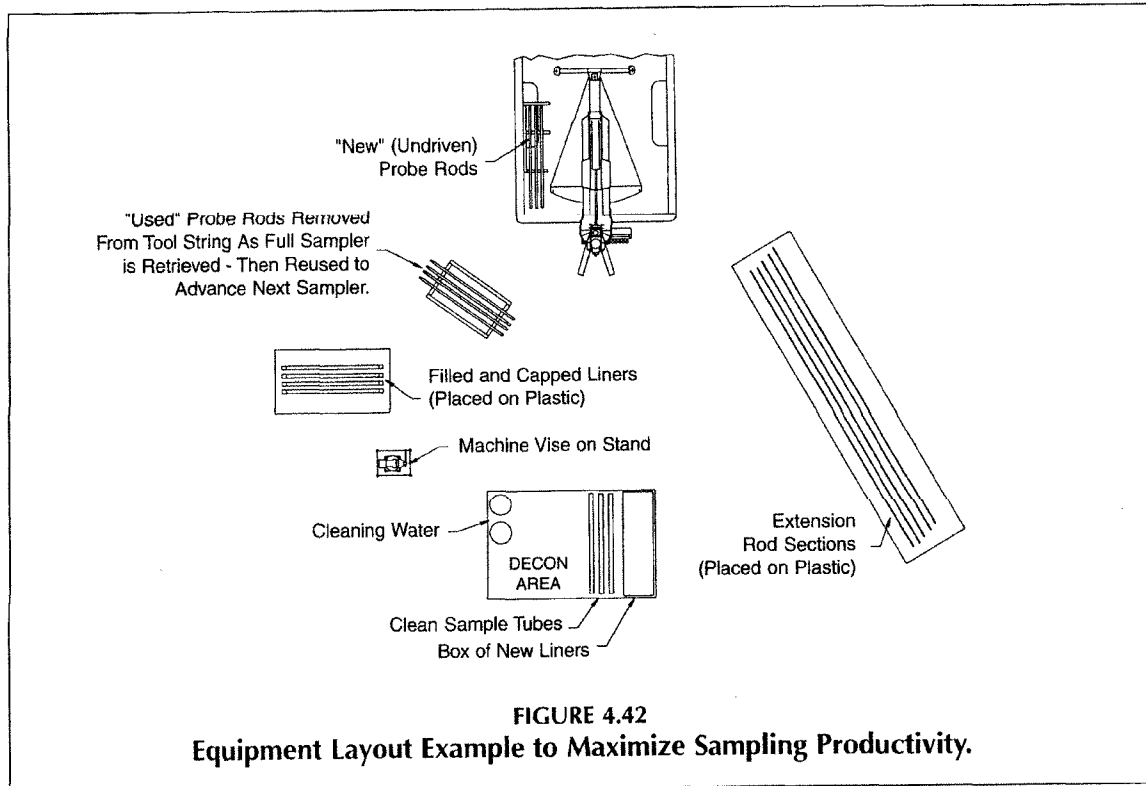 "New" (Undriven)
Probe Rods
"Used" Probe Rods Removed
From Tool String As Full Sampler
is Retrieved - Then Reused to
Advance Next Sampler.
Filled and Capped Liners
(Placed on Plastic)
Machine Vise on Stand
Cleaning Water
DECON
AREA
Extension
Rod Sections
(Placed on Plastic)
Clean Sample Tubes
Box of New Liners
FIGURE 4.42
Equipment Layout Example to Maximize Sampling Productivity.